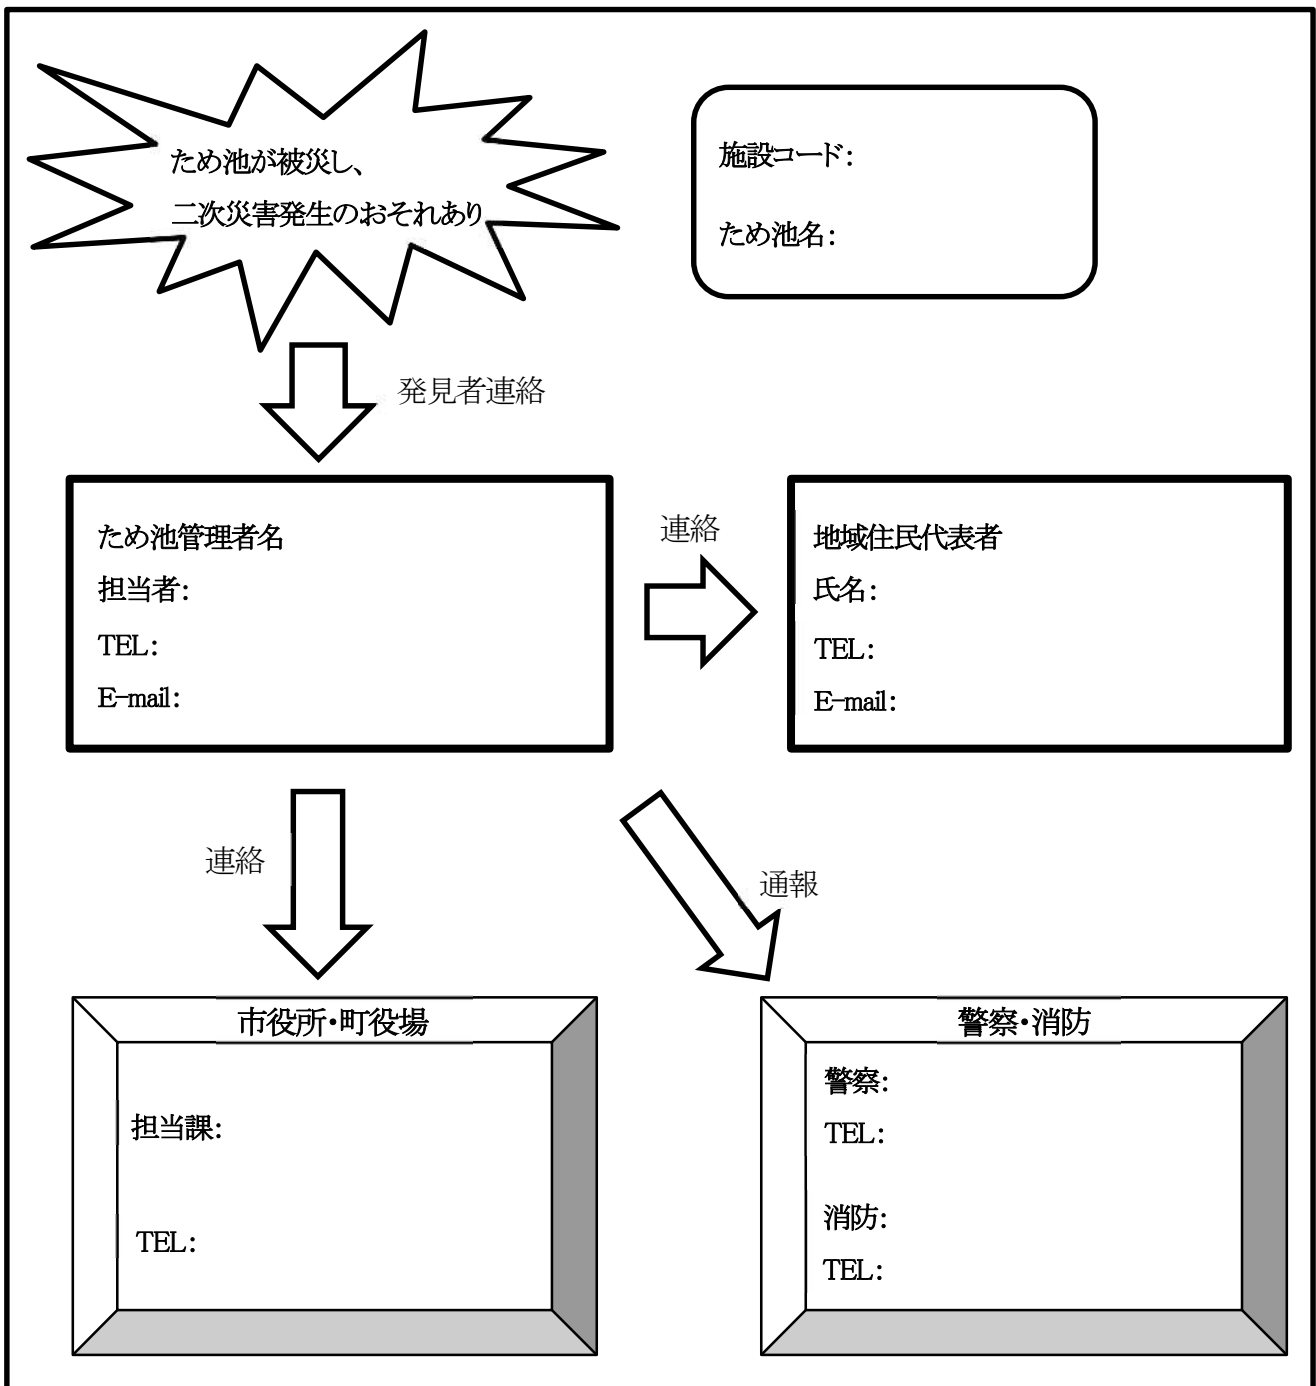 ため池が被災し、
二次災害発生のおそれあり
施設コード：
ため池名：
発見者連絡
ため池管理者名
担当者：
TEL：
E-mail：
連絡
地域住民代表者
氏名：
TEL：
E-mail：
連絡
通報
市役所・町役場
担当課：
TEL：
警察・消防
警察：
TEL：
消防：
TEL：